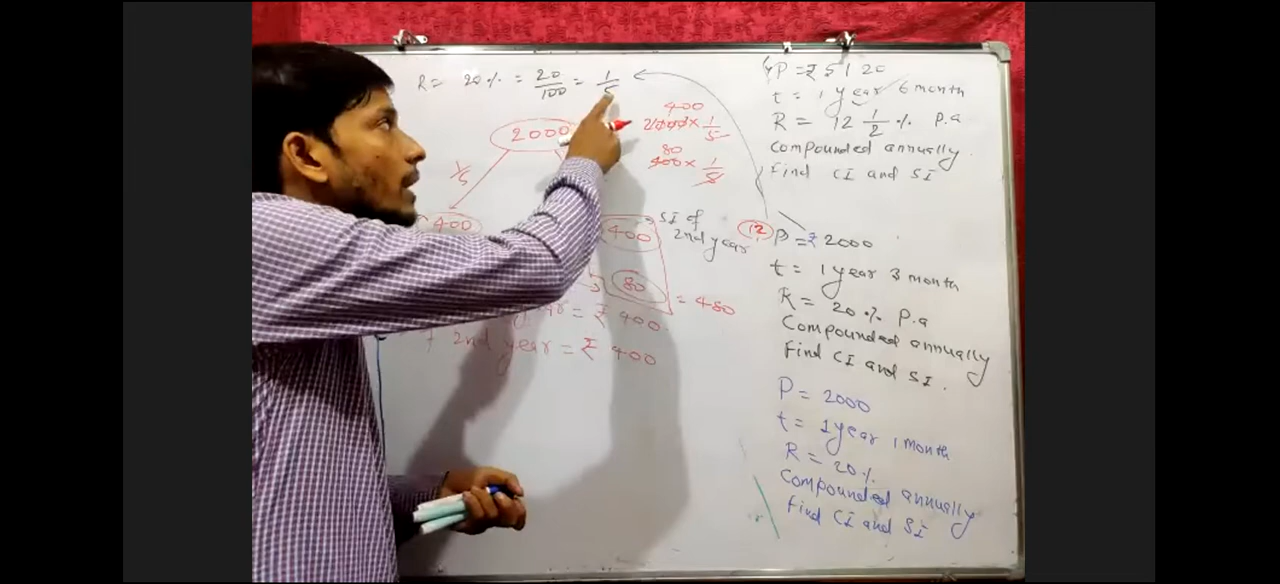 R = 20% = 20/100 = 1/5
2000
1/5
400
2000 × 1/5
80
400 × 1/5
400
400
SI of
2nd year
80
= 480
year = ₹ 400
2nd year = ₹ 400
P = ₹ 5120
t = 1 year 6 month
R = 12 1/2 % P.a
Compounded annually
Find CI and SI
12
P = ₹ 2000
t = 1 year 3 month
R = 20% P.a
Compounded annually
Find CI and SI.
P = 2000
t = 1 year 1 month
R = 20%
Compounded annually
Find CI and SI